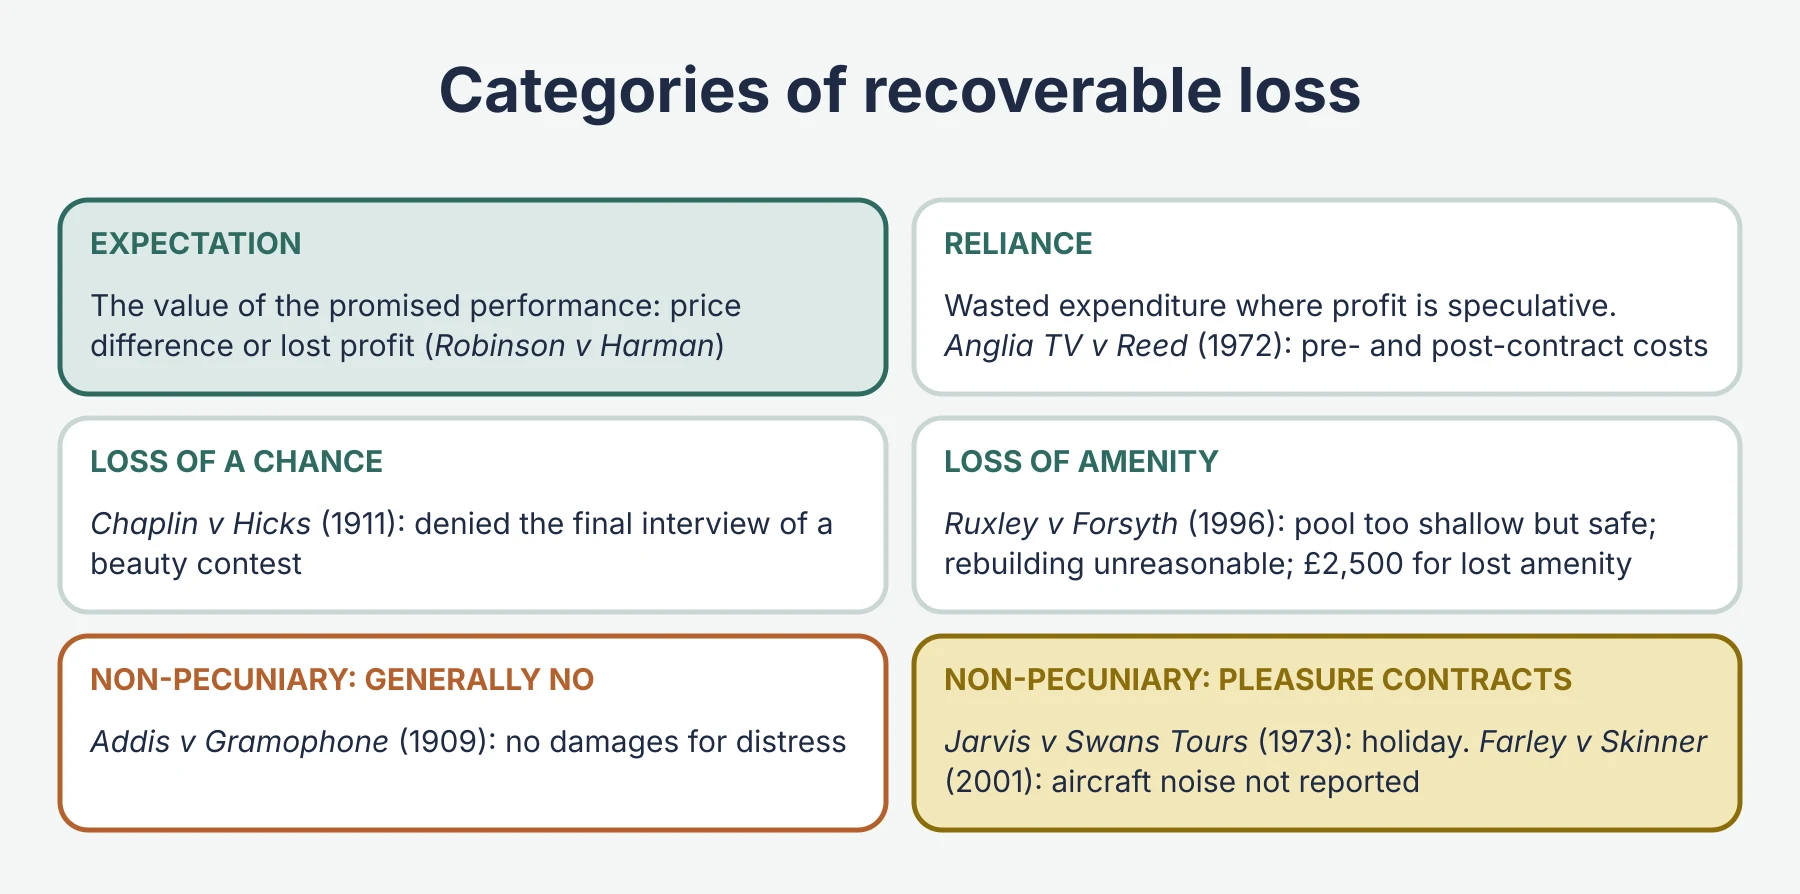 Categories of recoverable loss
EXPECTATION
The value of the promised performance: price
difference or lost profit (Robinson v Harman)
RELIANCE
Wasted expenditure where profit is speculative.
Anglia TV v Reed (1972): pre- and post-contract costs
LOSS OF A CHANCE
Chaplin v Hicks (1911): denied the final interview of a
beauty contest
LOSS OF AMENITY
Ruxley v Forsyth (1996): pool too shallow but safe;
rebuilding unreasonable; £2,500 for lost amenity
NON-PECUNIARY: GENERALLY NO
Addis v Gramophone (1909): no damages for distress
NON-PECUNIARY: PLEASURE CONTRACTS
Jarvis v Swans Tours (1973): holiday. Farley v Skinner
(2001): aircraft noise not reported